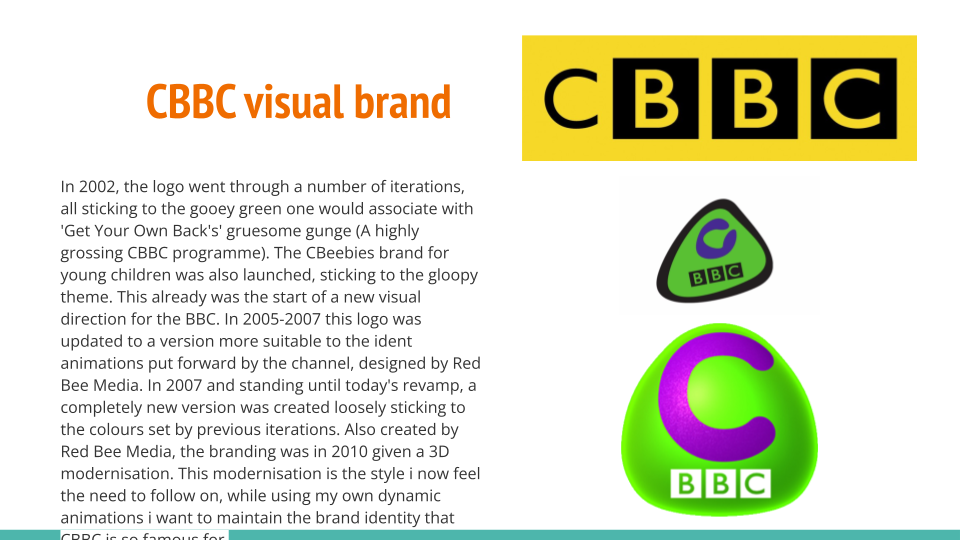 CBBC visual brand
In 2002, the logo went through a number of iterations,
all sticking to the gooey green one would associate with
'Get Your Own Back's' gruesome gunge (A highly
grossing CBBC programme). The CBeebies brand for
young children was also launched, sticking to the gloopy
theme. This already was the start of a new visual
direction for the BBC. In 2005-2007 this logo was
updated to a version more suitable to the ident
animations put forward by the channel, designed by Red
Bee Media. In 2007 and standing until today's revamp, a
completely new version was created loosely sticking to
the colours set by previous iterations. Also created by
Red Bee Media, the branding was in 2010 given a 3D
modernisation. This modernisation is the style i now feel
the need to follow on, while using my own dynamic
animations i want to maintain the brand identity that
CBBC is so famous for.
CBBC
C
BBC
C
BBC